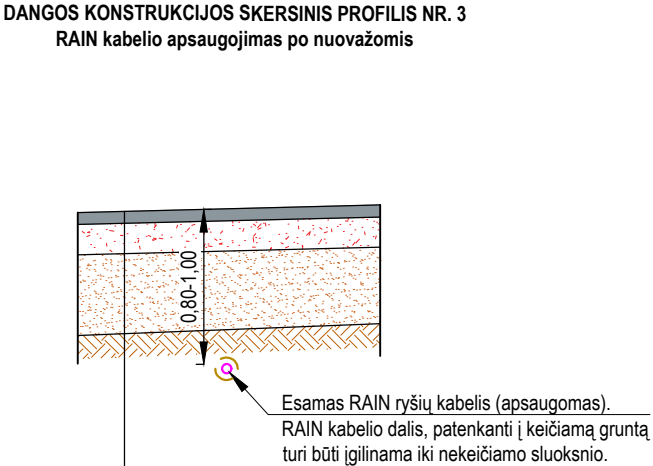 DANGOS KONSTRUKCIJOS SKERSINIS PROFILIS NR. 3
RAIN kabelio apsaugojimas po nuovažomis
0,80-1,00
Esamas RAIN ryšių kabelis (apsaugomas).
RAIN kabelio dalis, patenkanti į keičiamą gruntą
turi būti įgilinama iki nekeičiamo sluoksnio.